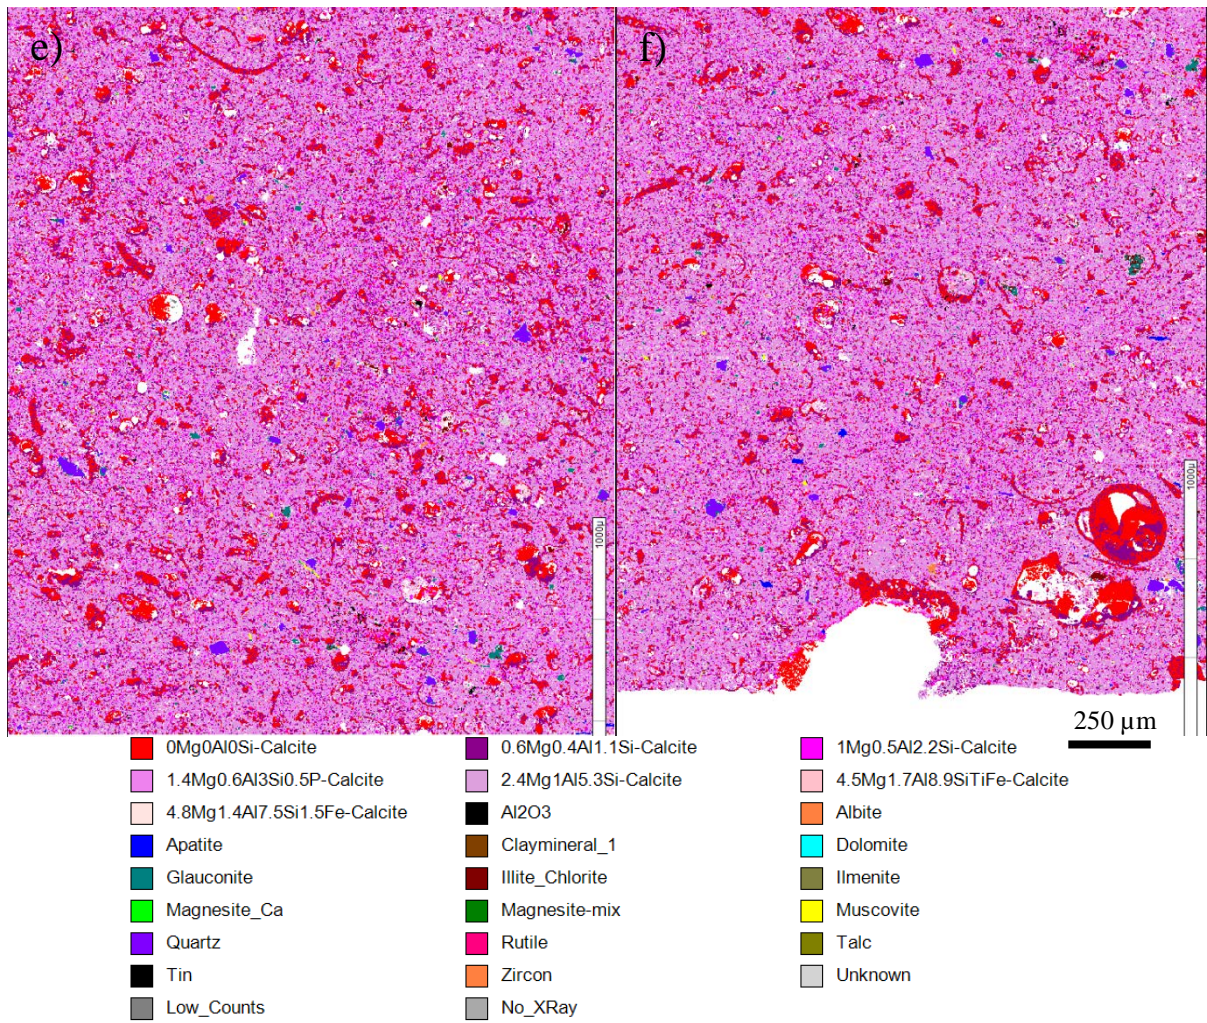 e) f)
1000µ
1000µ
250 µm
0Mg0Al0Si-Calcite 0.6Mg0.4Al1.1Si-Calcite 1Mg0.5Al2.2Si-Calcite
1.4Mg0.6Al3Si0.5P-Calcite 2.4Mg1Al5.3Si-Calcite 4.5Mg1.7Al8.9SiTiFe-Calcite
4.8Mg1.4Al7.5Si1.5Fe-Calcite Al2O3 Albite
Apatite Claymineral_1 Dolomite
Glauconite Illite_Chlorite Ilmenite
Magnesite_Ca Magnesite-mix Muscovite
Quartz Rutile Talc
Tin Zircon Unknown
Low_Counts No_XRay